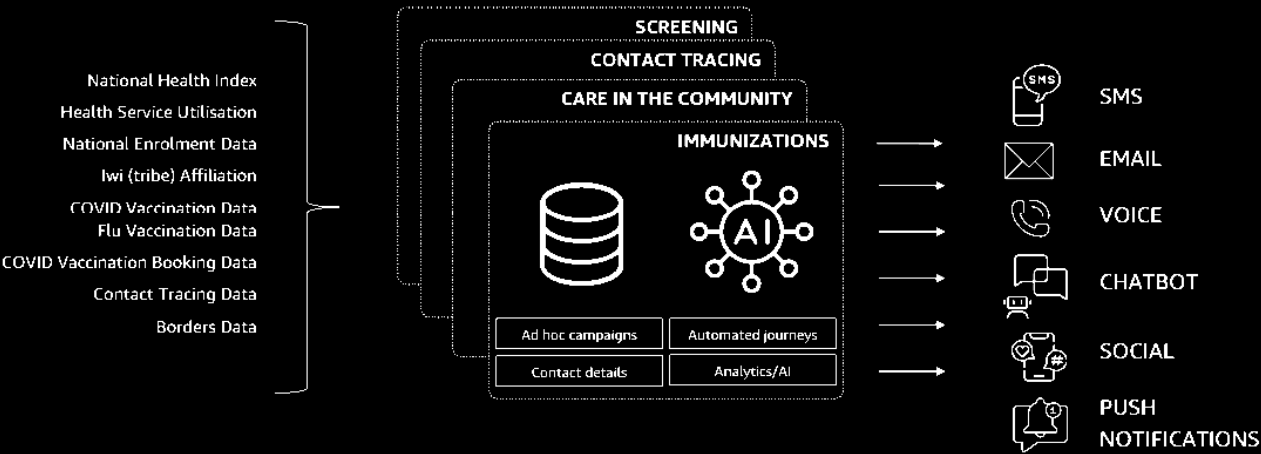 National Health Index
Health Service Utilisation
National Enrolment Data
Iwi (tribe) Affiliation
COVID Vaccination Data
Flu Vaccination Data
COVID Vaccination Booking Data
Contact Tracing Data
Borders Data
SCREENING
CONTACT TRACING
CARE IN THE COMMUNITY
IMMUNIZATIONS
AI
Ad hoc campaigns
Automated journeys
Contact details
Analytics/AI
SMS
SMS
EMAIL
VOICE
CHATBOT
#
SOCIAL
1
PUSH
NOTIFICATIONS